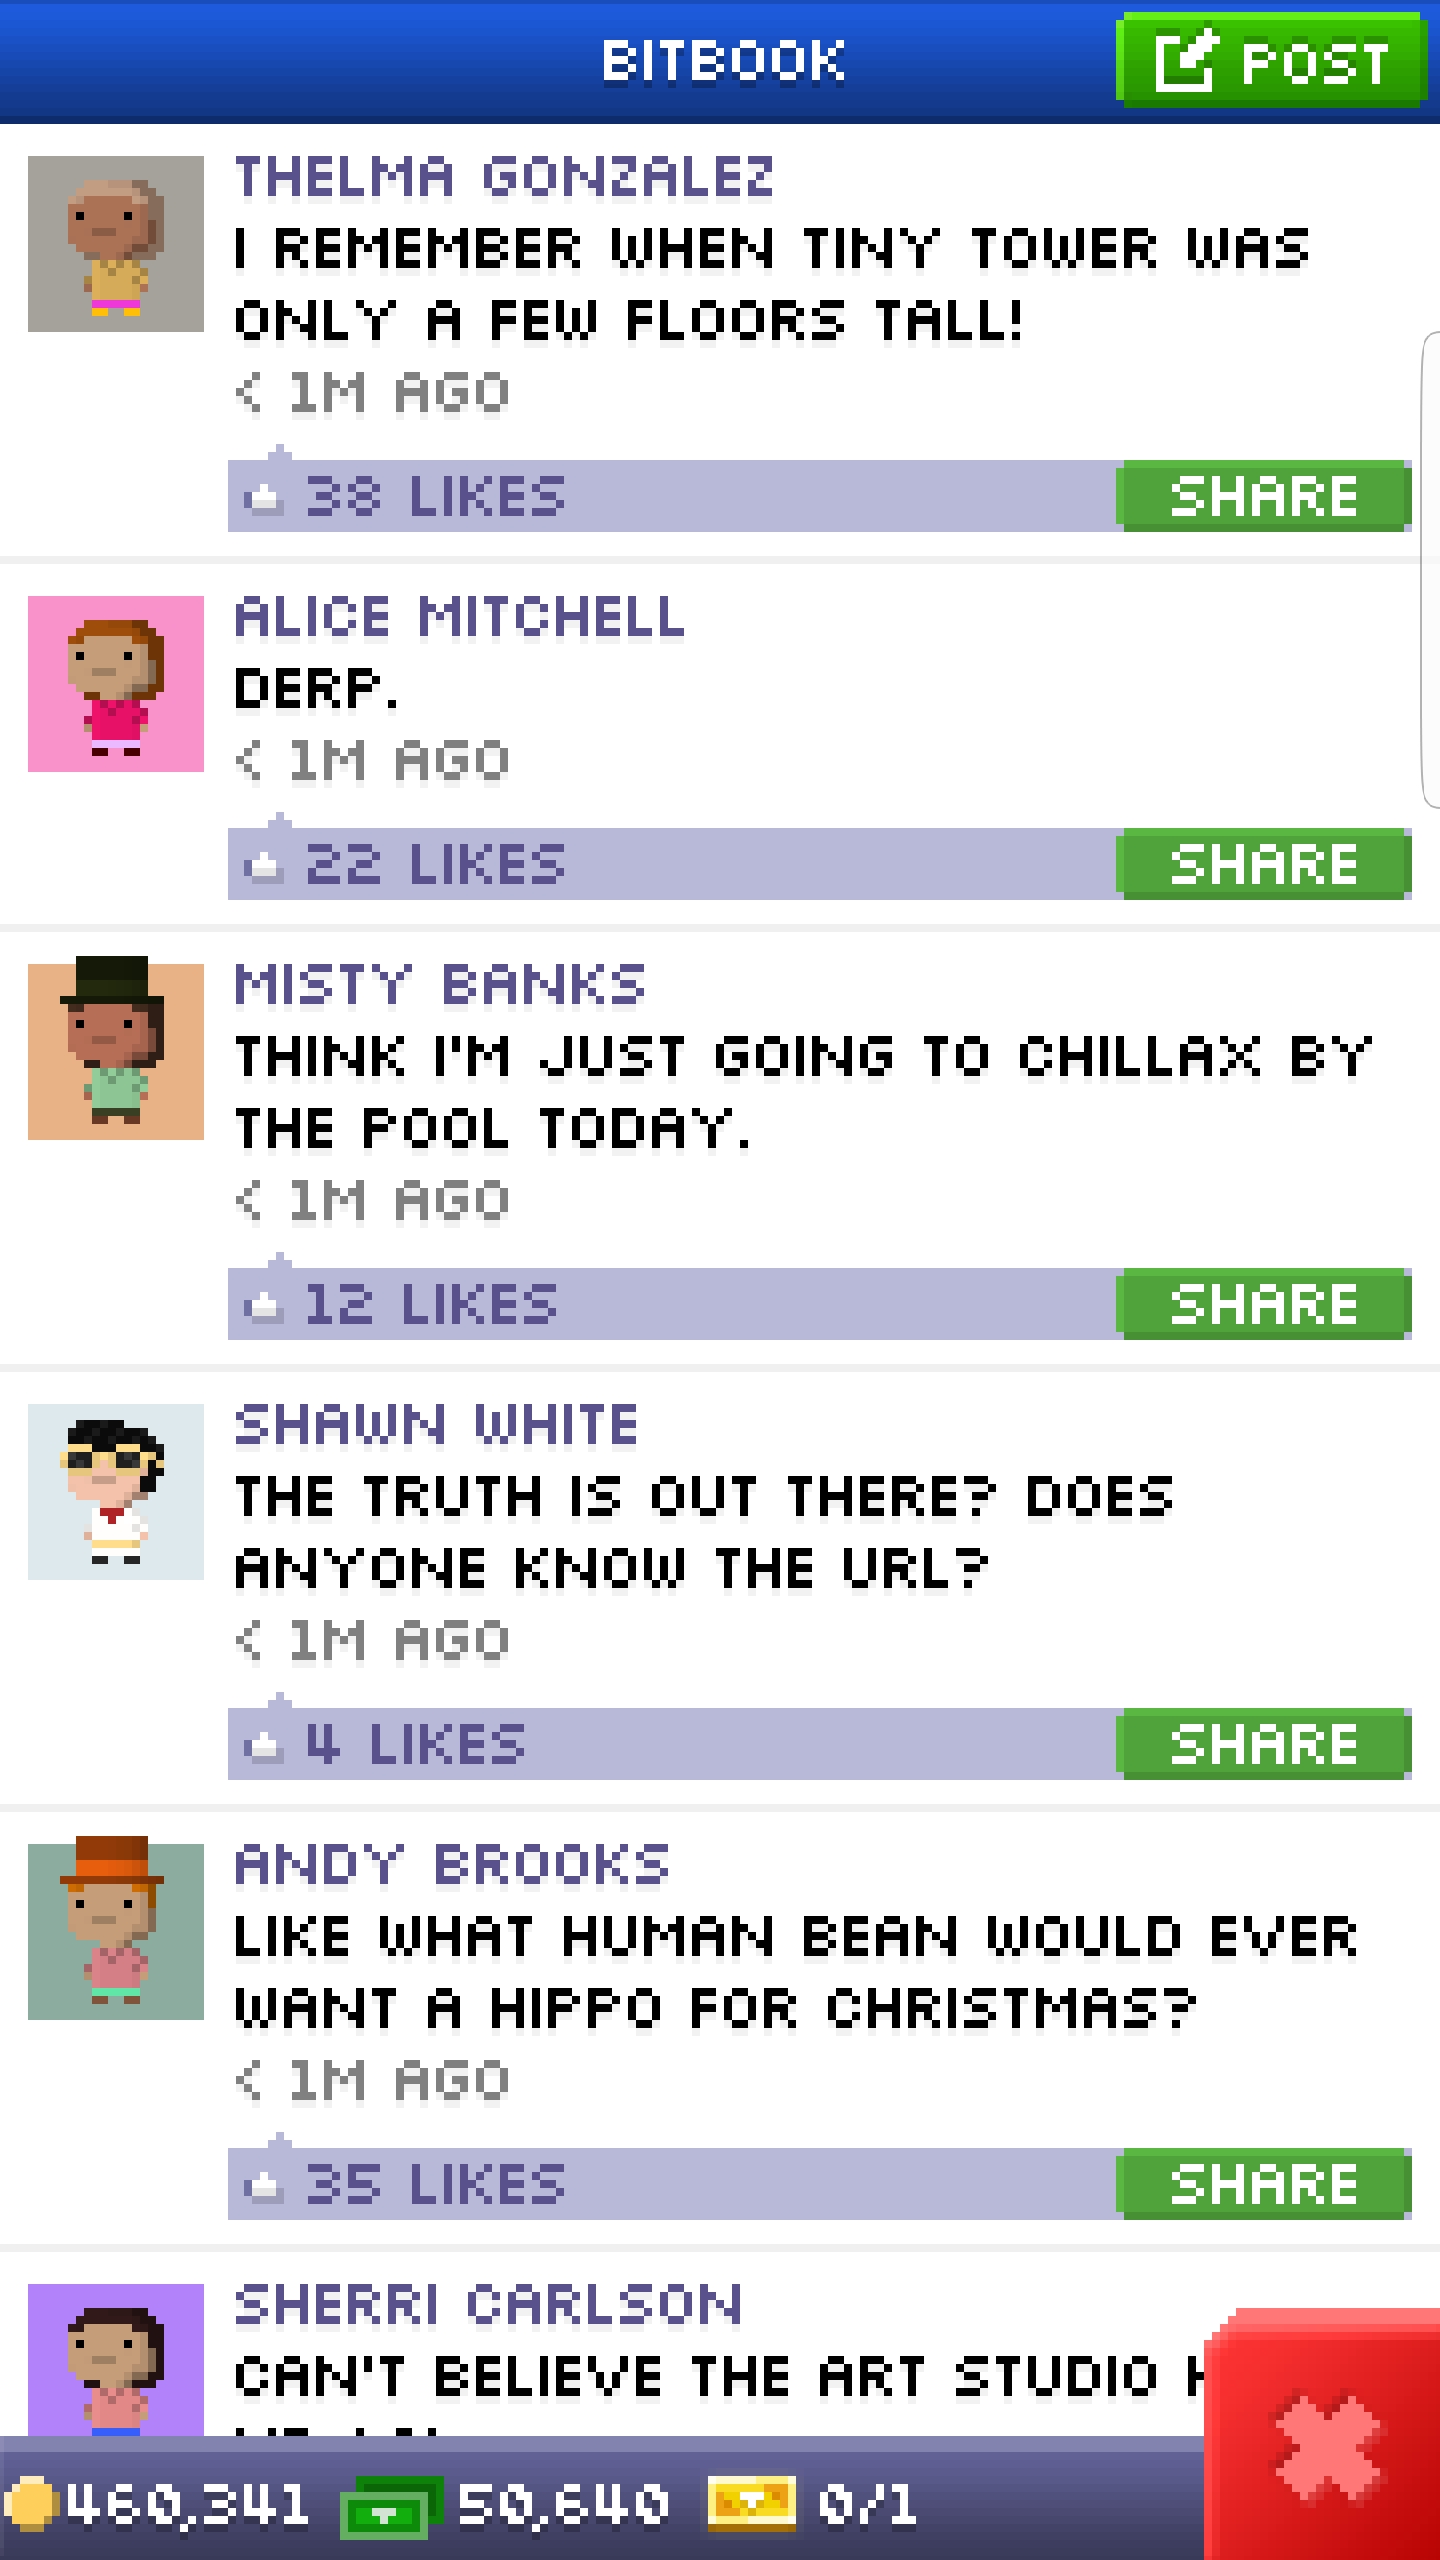 BITBOOK
POST
THELMA GONZALEZ
I REMEMBER WHEN TINY TOWER WAS
ONLY A FEW FLOORS TALL!
< 1M AGO
38 LIKES
SHARE
ALICE MITCHELL
DERP.
< 1M AGO
22 LIKES
SHARE
MISTY BANKS
THINK I'M JUST GOING TO CHILLAX BY
THE POOL TODAY.
< 1M AGO
12 LIKES
SHARE
SHAWN WHITE
THE TRUTH IS OUT THERE? DOES
ANYONE KNOW THE URL?
< 1M AGO
4 LIKES
SHARE
ANDY BROOKS
LIKE WHAT HUMAN BEAN WOULD EVER
WANT A HIPPO FOR CHRISTMAS?
< 1M AGO
35 LIKES
SHARE
SHERRI CARLSON
CAN'T BELIEVE THE ART STUDIO
460,341
50,640
0/1